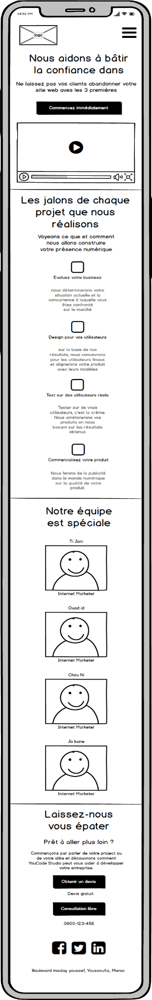 04:52 PM
logo
Nous aidons à bâtir
la confiance dans
Ne laissez pas vos clients abandonner votre
site web aves les 3 premières
Commencez immédiatement
Les jalons de chaque
projet que nous
réalisons
Voyeons ce que et comment
nous allons construire
votre présence numérique
Evaluez votre business
nous déterminerons votre
situation actuelle et la
concurrence à laquelle vous
êtes confronté
sur le marché
Design pour vos utilisateurs
sur la base de nos
résultats, nous concevrons
pour les utilisateurs finaux
et alignerons votre produit
avec leurs modèles
Test sur des utilisateurs réels
Tester sur de vrais
utilisateurs, c'est la crème.
Nous améliorerons vos
produits en nous
basant sur les résultats
obtenus
Commercialisez votre produit
Nous ferons de la publicité
dans le monde numérique
sur la qualité de votre
produit.
Notre équipe
est spéciale
Ti Jani
Internet Marketer
Ouad id
Internet Marketer
Chou Ni
Internet Marketer
Ja bane
Internet Marketer
Laissez-nous
vous épater
Prêt à aller plus loin ?
Commençons par parler de votre project ou
de votre idée et découvrons comment
YouCode Studio peut vous aider à développer
votre entreprise.
Obtenir un devis
Devis gratuit
Consutlation libre
0600-123-456
Boulevard moulay youssef, Youssoufia, Maroc